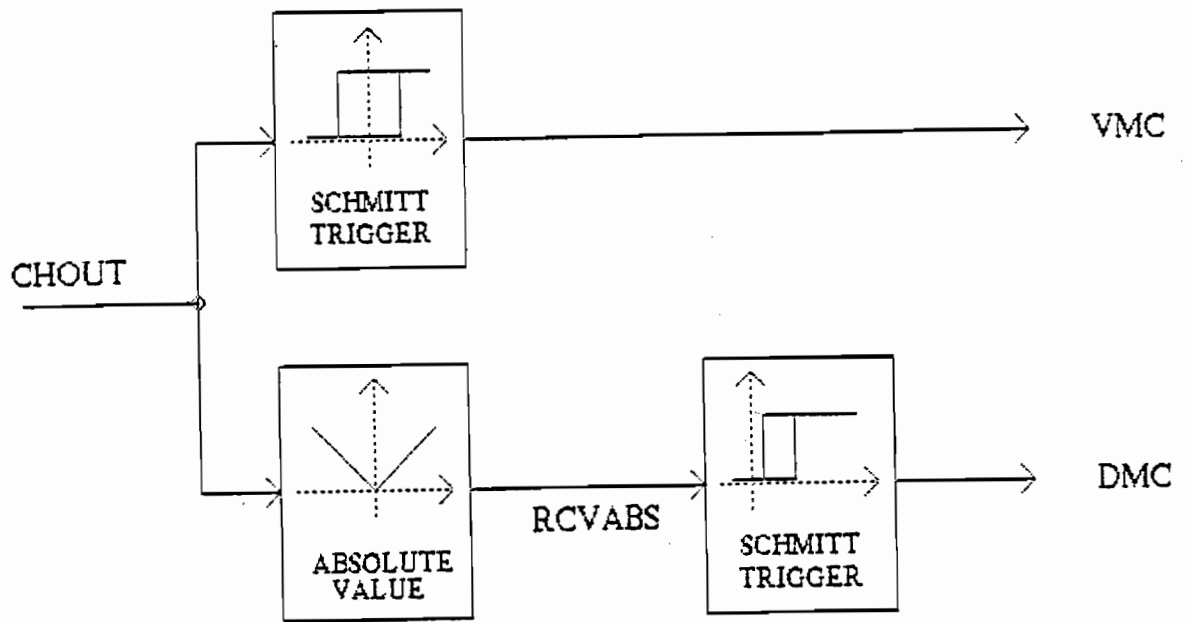 SCHMITT
TRIGGER
VMC
CHOUT
ABSOLUTE
VALUE
RCVABS
SCHMITT
TRIGGER
DMC